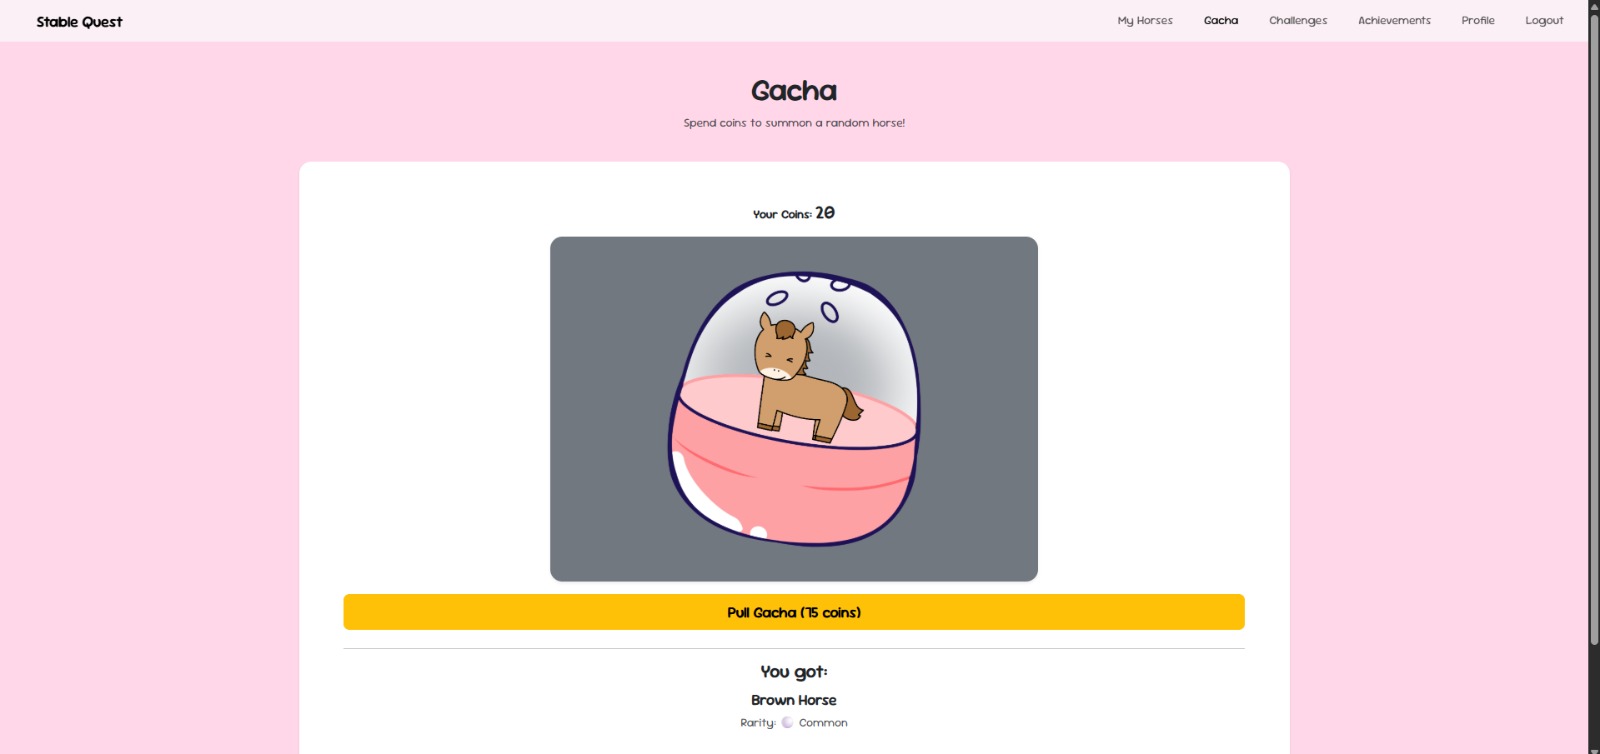 Stable Quest
My Horses Gacha Challenges Achievements Profile Logout
Gacha
Spend coins to summon a random horse!
Your Coins: 20
Pull Gacha (75 coins)
You got:
Brown Horse
Rarity: Common